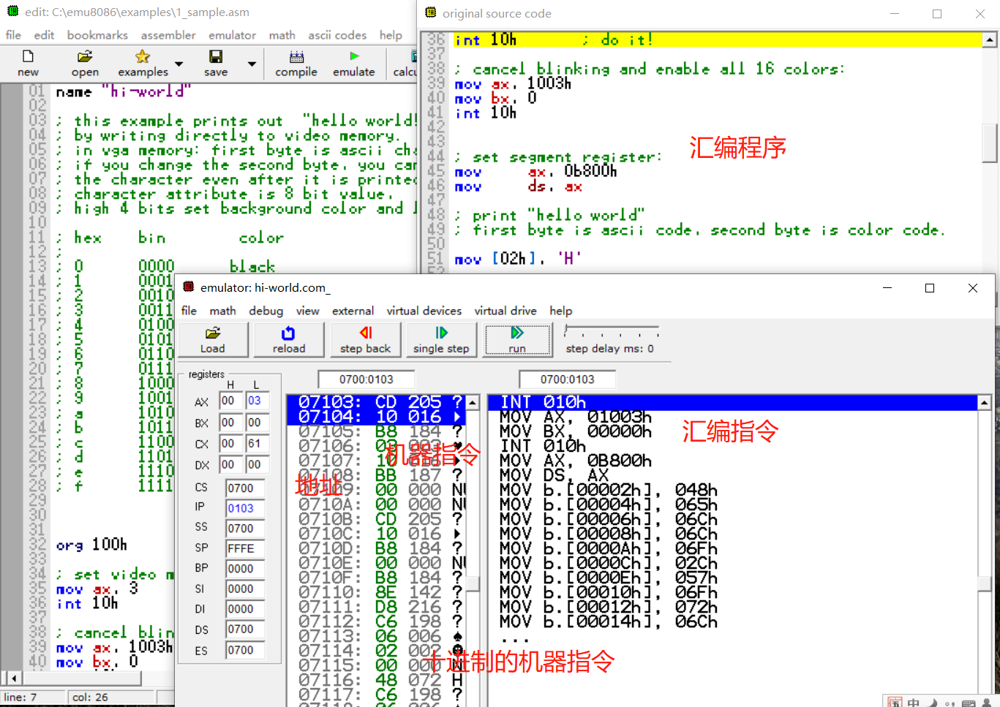 edit: C:\emu8086\examples\1_sample.asm
file edit bookmarks assembler emulator math ascii codes help
new open examples save compile emulate calcu
01 name "hi-world"
02
03 ; this example prints out "hello world!
04 ; by writing directly to video memory.
05 ; in vga memory: first byte is ascii cha
06 ; if you change the second byte, you can
07 ; the character even after it is printed
08 ; character attribute is 8 bit value,
09 ; high 4 bits set background color and l
10
11 ; hex bin color
12 ;
13 ; 0 0000 black
14 ; 1 0001
15 ; 2 0010
16 ; 3 0011
17 ; 4 0100
18 ; 5 0101
19 ; 6 0110
20 ; 7 0111
21 ; 8 1000
22 ; 9 1001
23 ; a 1010
24 ; b 1011
25 ; c 1100
26 ; d 1101
27 ; e 1110
28 ; f 1111
29
30
31
32 org 100h
33
34 ; set video m
35 mov ax, 3
36 int 10h
37
38 ; cancel blin
39 mov ax, 1003h
40 mov bx, 0
line: 7 col: 26
original source code
36 int 10h ; do it!
37
38 ; cancel blinking and enable all 16 colors:
39 mov ax, 1003h
40 mov bx, 0
41 int 10h
42
43
44 ; set segment register:
45 mov ax, 0b800h
46 mov ds, ax
47
48 ; print "hello world"
49 ; first byte is ascii code, second byte is color code.
50
51 mov [02h], 'H'
汇编程序
emulator: hi-world.com_
file math debug view external virtual devices virtual drive help
Load reload step back single step run step delay ms: 0
registers
H L
AX 00 03
BX 00 00
CX 00 61
DX 00 00
CS 0700
IP 0103
SS 0700
SP FFFE
BP 0000
SI 0000
DI 0000
DS 0700
ES 0700
0700:0103 0700:0103
07103: CD 205 ?
07104: 10 016
07105: B8 184 ?
07106: 03 003 ♥
07107: 10 016
07108: BB 187 ?
07109: 00 000 NU
0710A: 00 000 NU
0710B: CD 205 ?
0710C: 10 016
0710D: B8 184 ?
0710E: 00 000 NU
0710F: B8 184 ?
07110: 8E 142 ?
07111: D8 216 ?
07112: C6 198 ?
07113: 06 006 ♠
07114: 02 002
07115: 00 000 N
07116: 48 072 H
07117: C6 198 ?
机器指令
地址
十进制的机器指令
INT 010h
MOV AX, 01003h
MOV BX, 00000h
INT 010h
MOV AX, 0B800h
MOV DS, AX
MOV b.[00002h], 048h
MOV b.[00004h], 065h
MOV b.[00006h], 06Ch
MOV b.[00008h], 06Ch
MOV b.[0000Ah], 06Fh
MOV b.[0000Ch], 02Ch
MOV b.[0000Eh], 057h
MOV b.[00010h], 06Fh
MOV b.[00012h], 072h
MOV b.[00014h], 06Ch
...
汇编指令
五 中